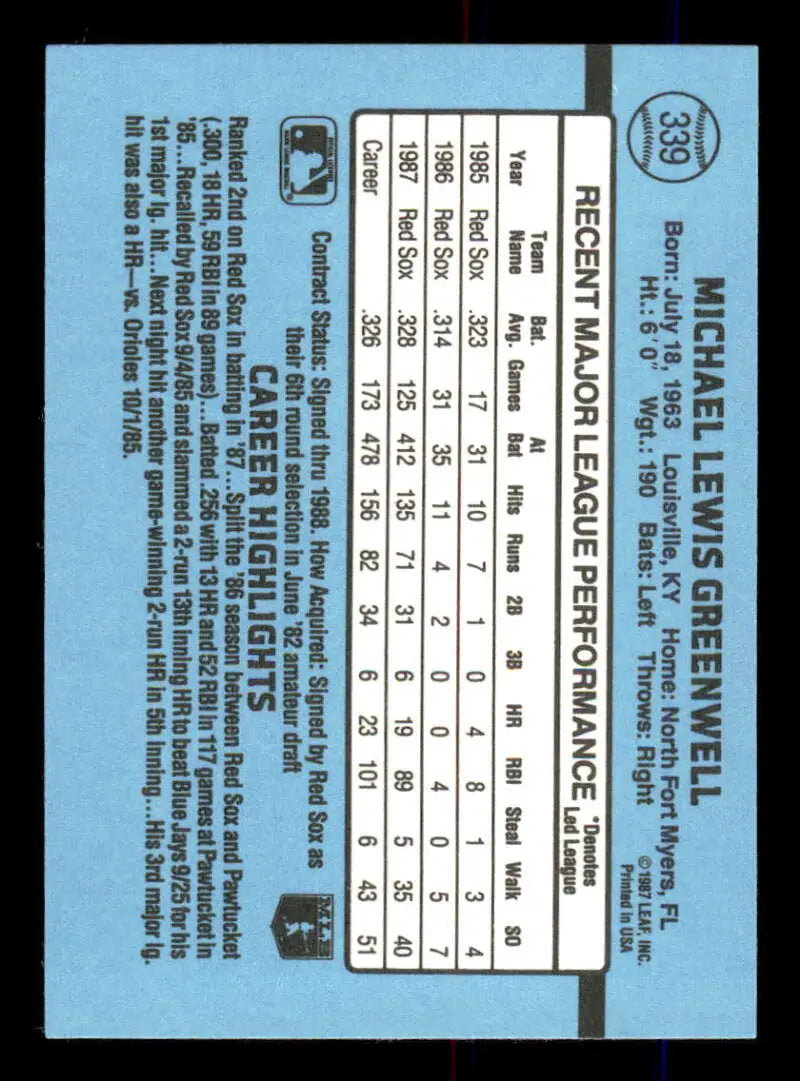 339
MICHAEL LEWIS GREENWELL
Born: July 18, 1963 Louisville, KY Home: North Fort Myers, FL
Ht.: 6'0" Wgt.: 190 Bats: Left Throws: Right
©1987 LEAF, INC.
Printed in USA
RECENT MAJOR LEAGUE PERFORMANCE *Denotes Led League
Year Team Name Bat. Avg. Games At Bat Hits Runs 2B 3B HR RBI Steal Walk SO
1985 Red Sox .323 17 31 10 7 1 0 4 8 1 3 4
1986 Red Sox .314 31 35 11 4 2 0 0 4 0 5 7
1987 Red Sox .328 125 412 135 71 31 6 19 89 5 35 40
Career .326 173 478 156 82 34 6 23 101 6 43 51
Contract Status: Signed thru 1988. How Acquired: Signed by Red Sox as
their 6th round selection in June '82 amateur draft
CAREER HIGHLIGHTS
Ranked 2nd on Red Sox in batting in '87...Split the '86 season between Red Sox and Pawtucket
(.300, 18 HR, 59 RBI in 89 games)...Batted .256 with 13 HR and 52 RBI in 117 games at Pawtucket in
'85...Recalled by Red Sox 9/4/85 and slammed a 2-run 13th inning HR to beat Blue Jays 9/25 for his
1st major lg. hit...Next night hit another game-winning 2-run HR in 5th inning...His 3rd major lg.
hit was also a HR—vs. Orioles 10/1/85.